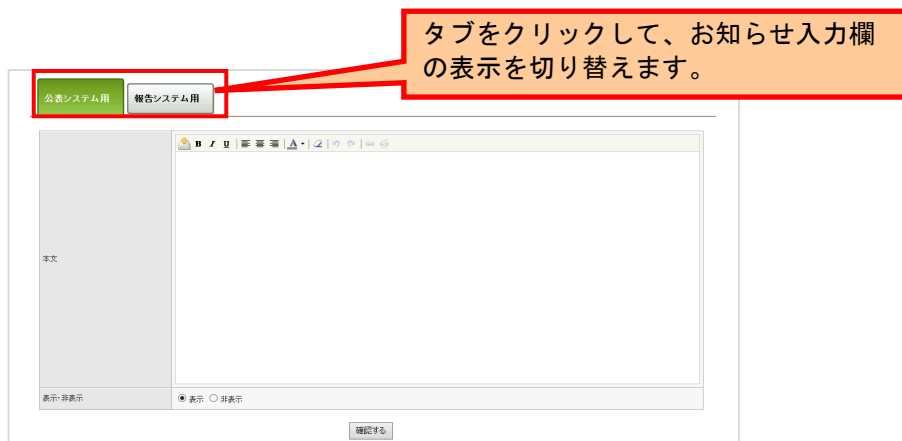 タブをクリックして、お知らせ入力欄
の表示を切り替えます。
公表システム用 報告システム用
B I U A
本文
表示・非表示 表示 非表示
確認する